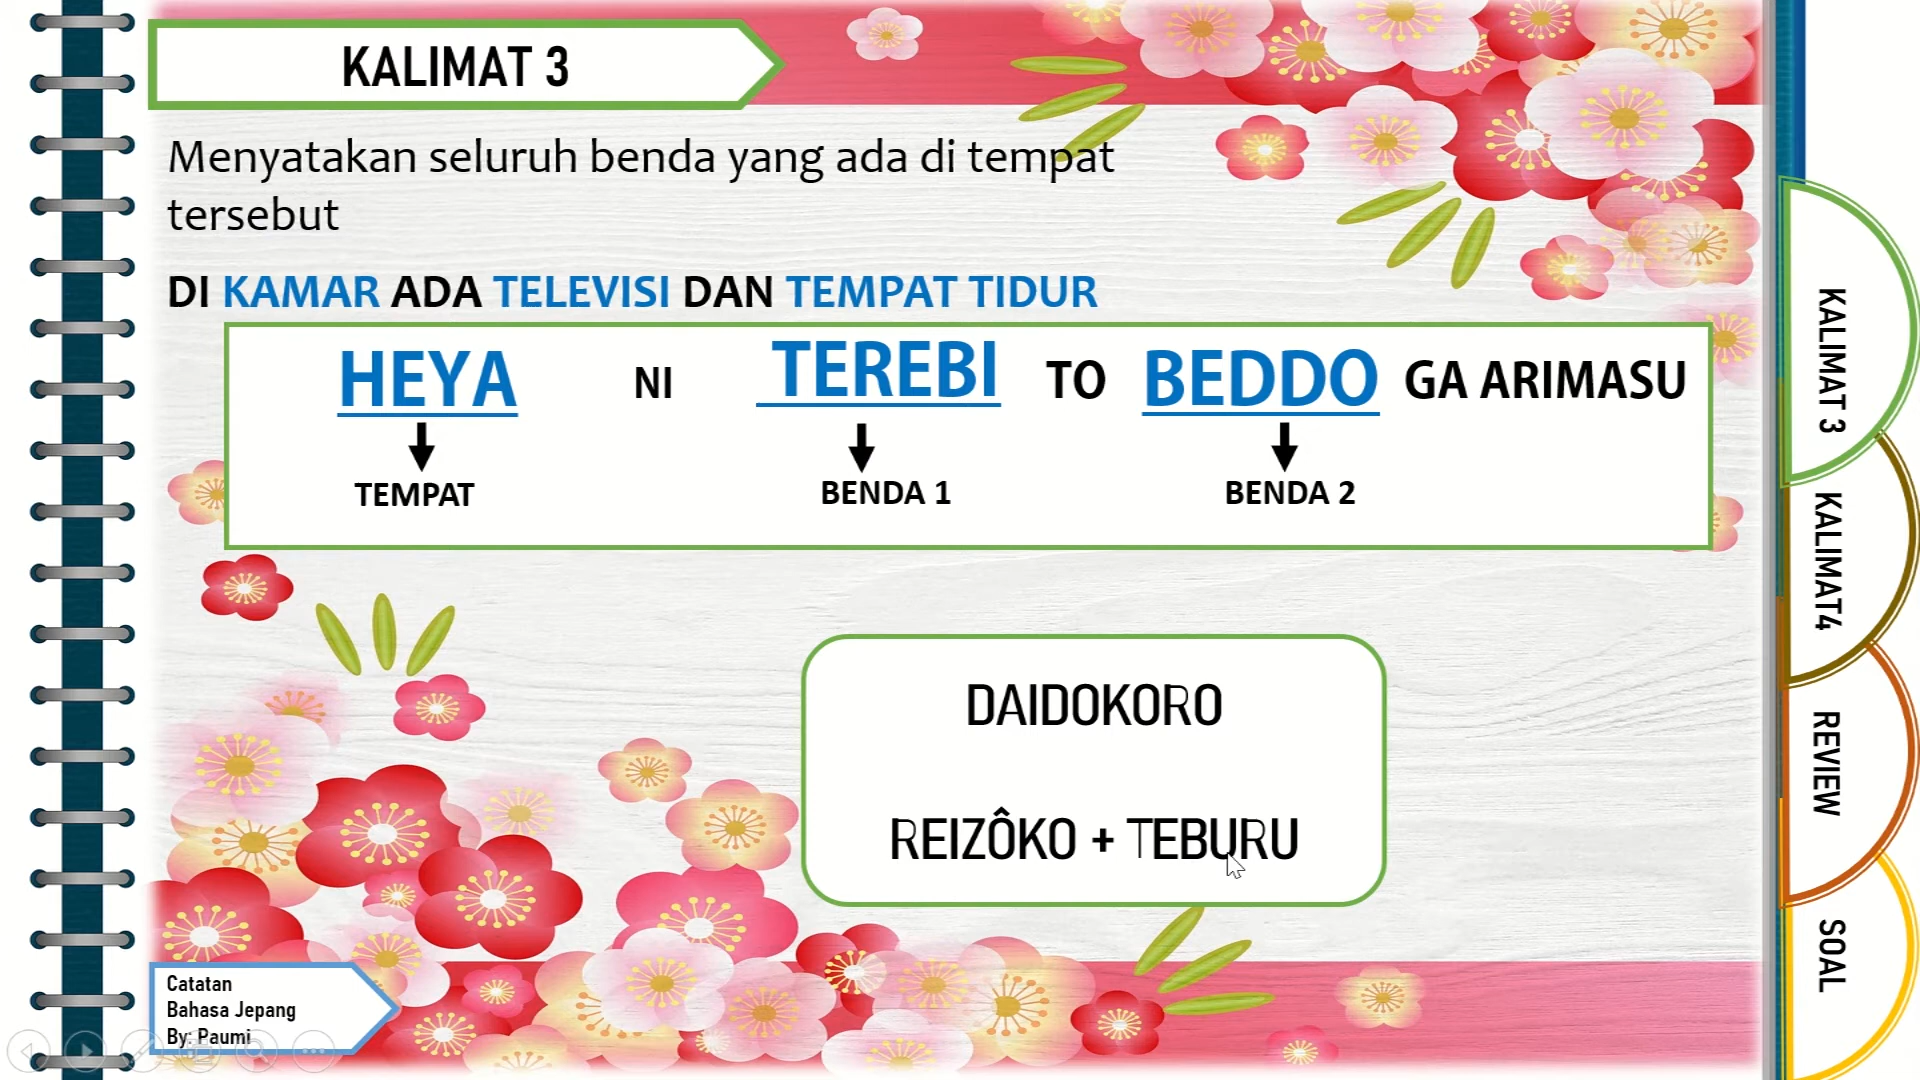 KALIMAT 3
Menyatakan seluruh benda yang ada di tempat
tersebut
DI KAMAR ADA TELEVISI DAN TEMPAT TIDUR
HEYA NI TEREBI TO BEDDO GA ARIMASU
TEMPAT BENDA 1 BENDA 2
DAIDOKORO
REIZÔKO + TEBURU
Catatan
Bahasa Jepang
By: Paumi
KALIMAT 3
KALIMAT4
REVIEW
SOAL